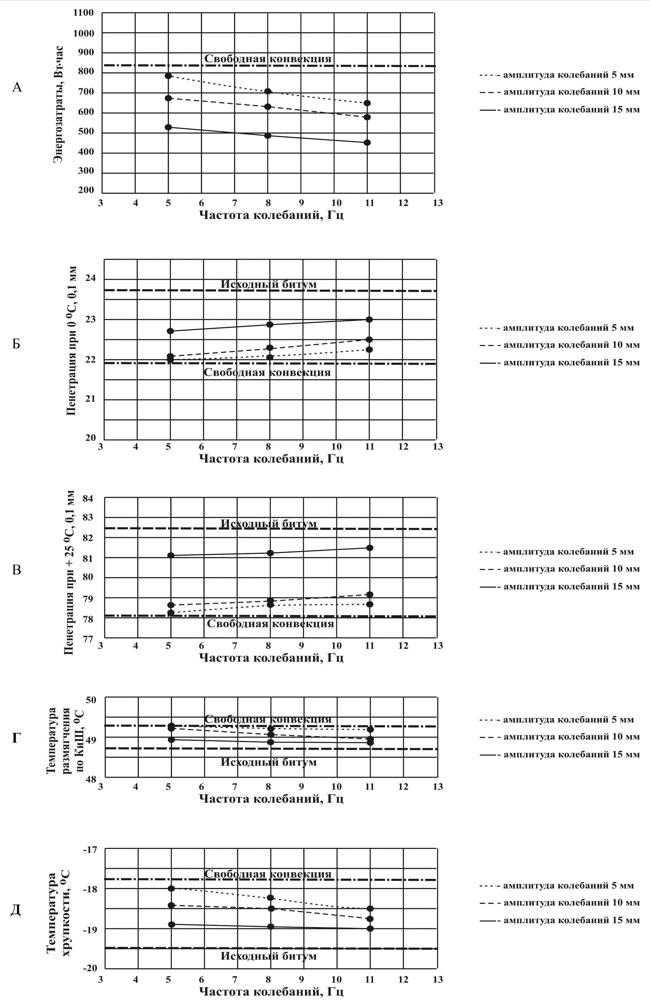 А
Энергозатраты, Вт·час
1100
1000
900
800
700
600
500
400
300
200
Свободная конвекция
3 4 5 6 7 8 9 10 11 12 13
Частота колебаний, Гц
- амплитуда колебаний 5 мм
- амплитуда колебаний 10 мм
- амплитуда колебаний 15 мм
Б
Пенетрация при 0 ⁰С, 0,1 мм
24
23
22
21
20
Исходный битум
Свободная конвекция
3 4 5 6 7 8 9 10 11 12 13
Частота колебаний, Гц
- амплитуда колебаний 5 мм
- амплитуда колебаний 10 мм
- амплитуда колебаний 15 мм
В
Пенетрация при + 25 ⁰С, 0,1 мм
84
83
82
81
80
79
78
77
Исходный битум
Свободная конвекция
3 4 5 6 7 8 9 10 11 12 13
Частота колебаний, Гц
- амплитуда колебаний 5 мм
- амплитуда колебаний 10 мм
- амплитуда колебаний 15 мм
Г
Температура
размягчения
по КиШ, ⁰С
50
49
48
Свободная конвекция
Исходный битум
3 4 5 6 7 8 9 10 11 12 13
Частота колебаний, Гц
- амплитуда колебаний 5 мм
- амплитуда колебаний 10 мм
- амплитуда колебаний 15 мм
Д
Температура
хрупкости, ⁰С
-17
-18
-19
-20
Свободная конвекция
Исходный битум
3 4 5 6 7 8 9 10 11 12 13
Частота колебаний, Гц
- амплитуда колебаний 5 мм
- амплитуда колебаний 10 мм
- амплитуда колебаний 15 мм